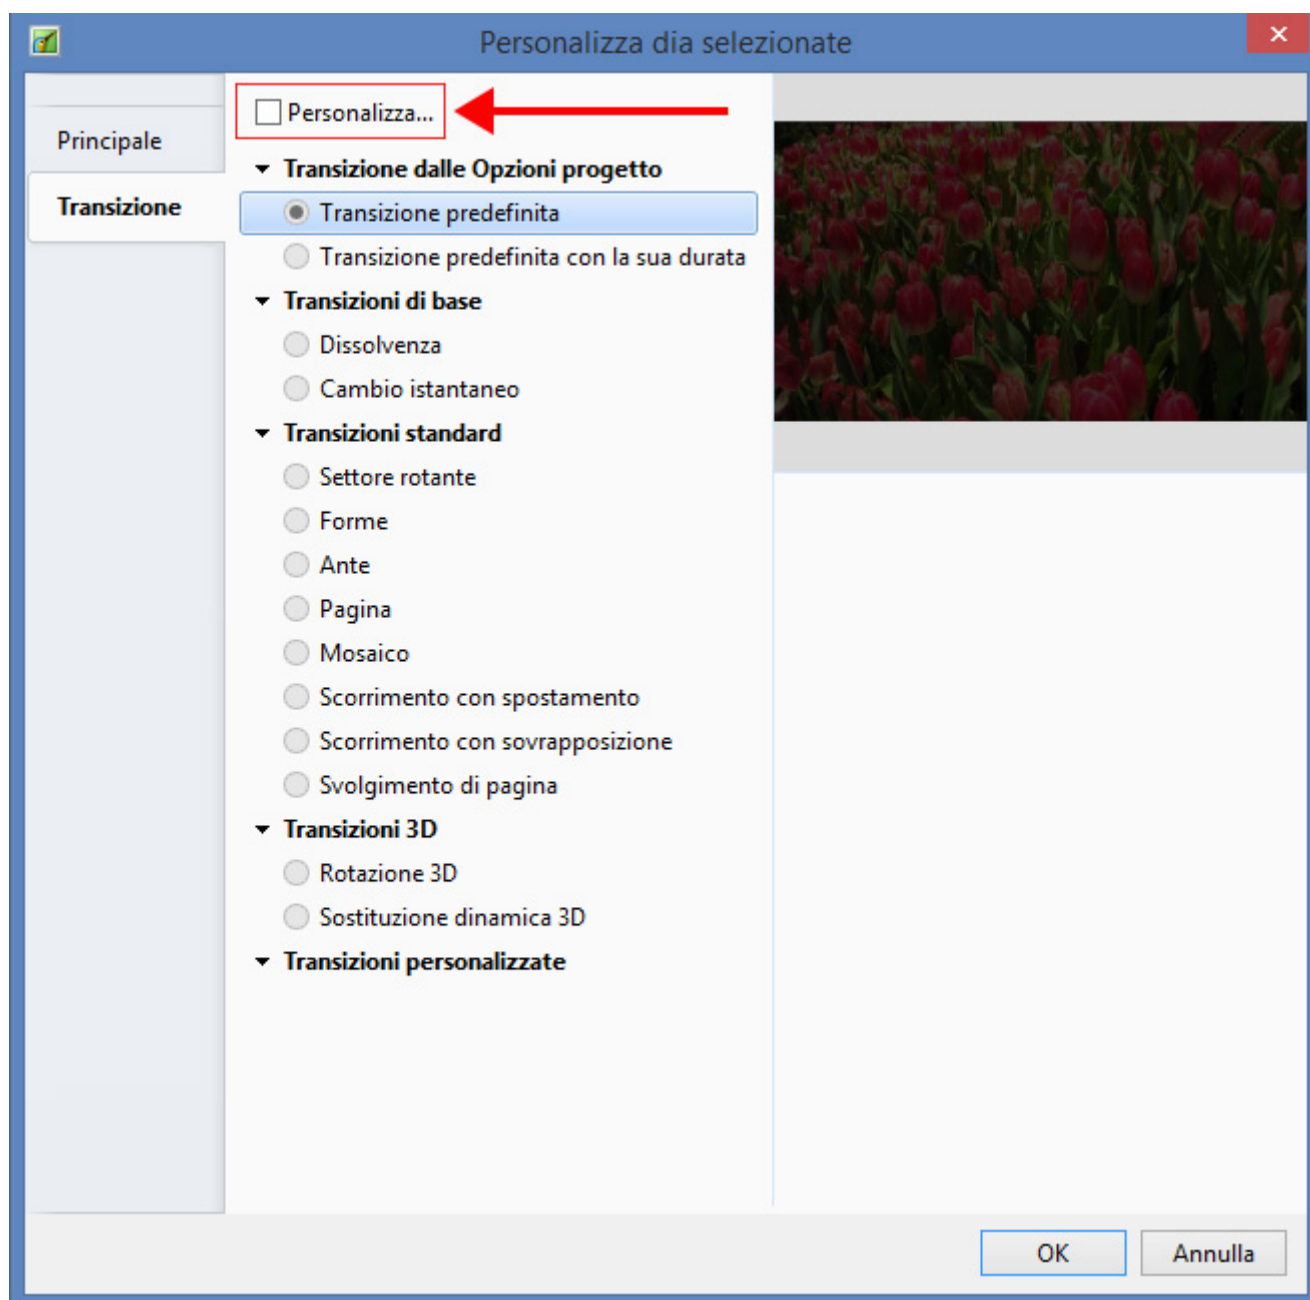 Personalizza dia selezionate
Personalizza...
Principale
Transizione
Transizione dalle Opzioni progetto
Transizione predefinita
Transizione predefinita con la sua durata
Transizioni di base
Dissolvenza
Cambio istantaneo
Transizioni standard
Settore rotante
Forme
Ante
Pagina
Mosaico
Scorrimento con spostamento
Scorrimento con sovrapposizione
Svolgimento di pagina
Transizioni 3D
Rotazione 3D
Sostituzione dinamica 3D
Transizioni personalizzate
OK
Annulla